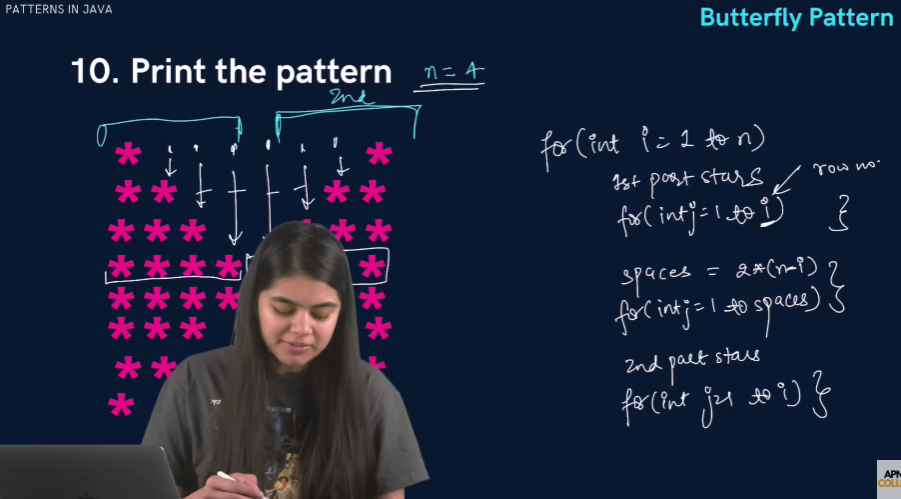 PATTERNS IN JAVA
Butterfly Pattern
10. Print the pattern n = 4
2nd
for(int i=1 to n)
1st part stars
row no.
for(int j=1 to i) }
spaces = 2*(n-i) }
for(int j=1 to spaces) }
2nd part stars
for(int j=1 to i) }
* *
* * * *
* * * * * *
* * * * *
* * * * *
* * * *
* * *
*
APN
COLL